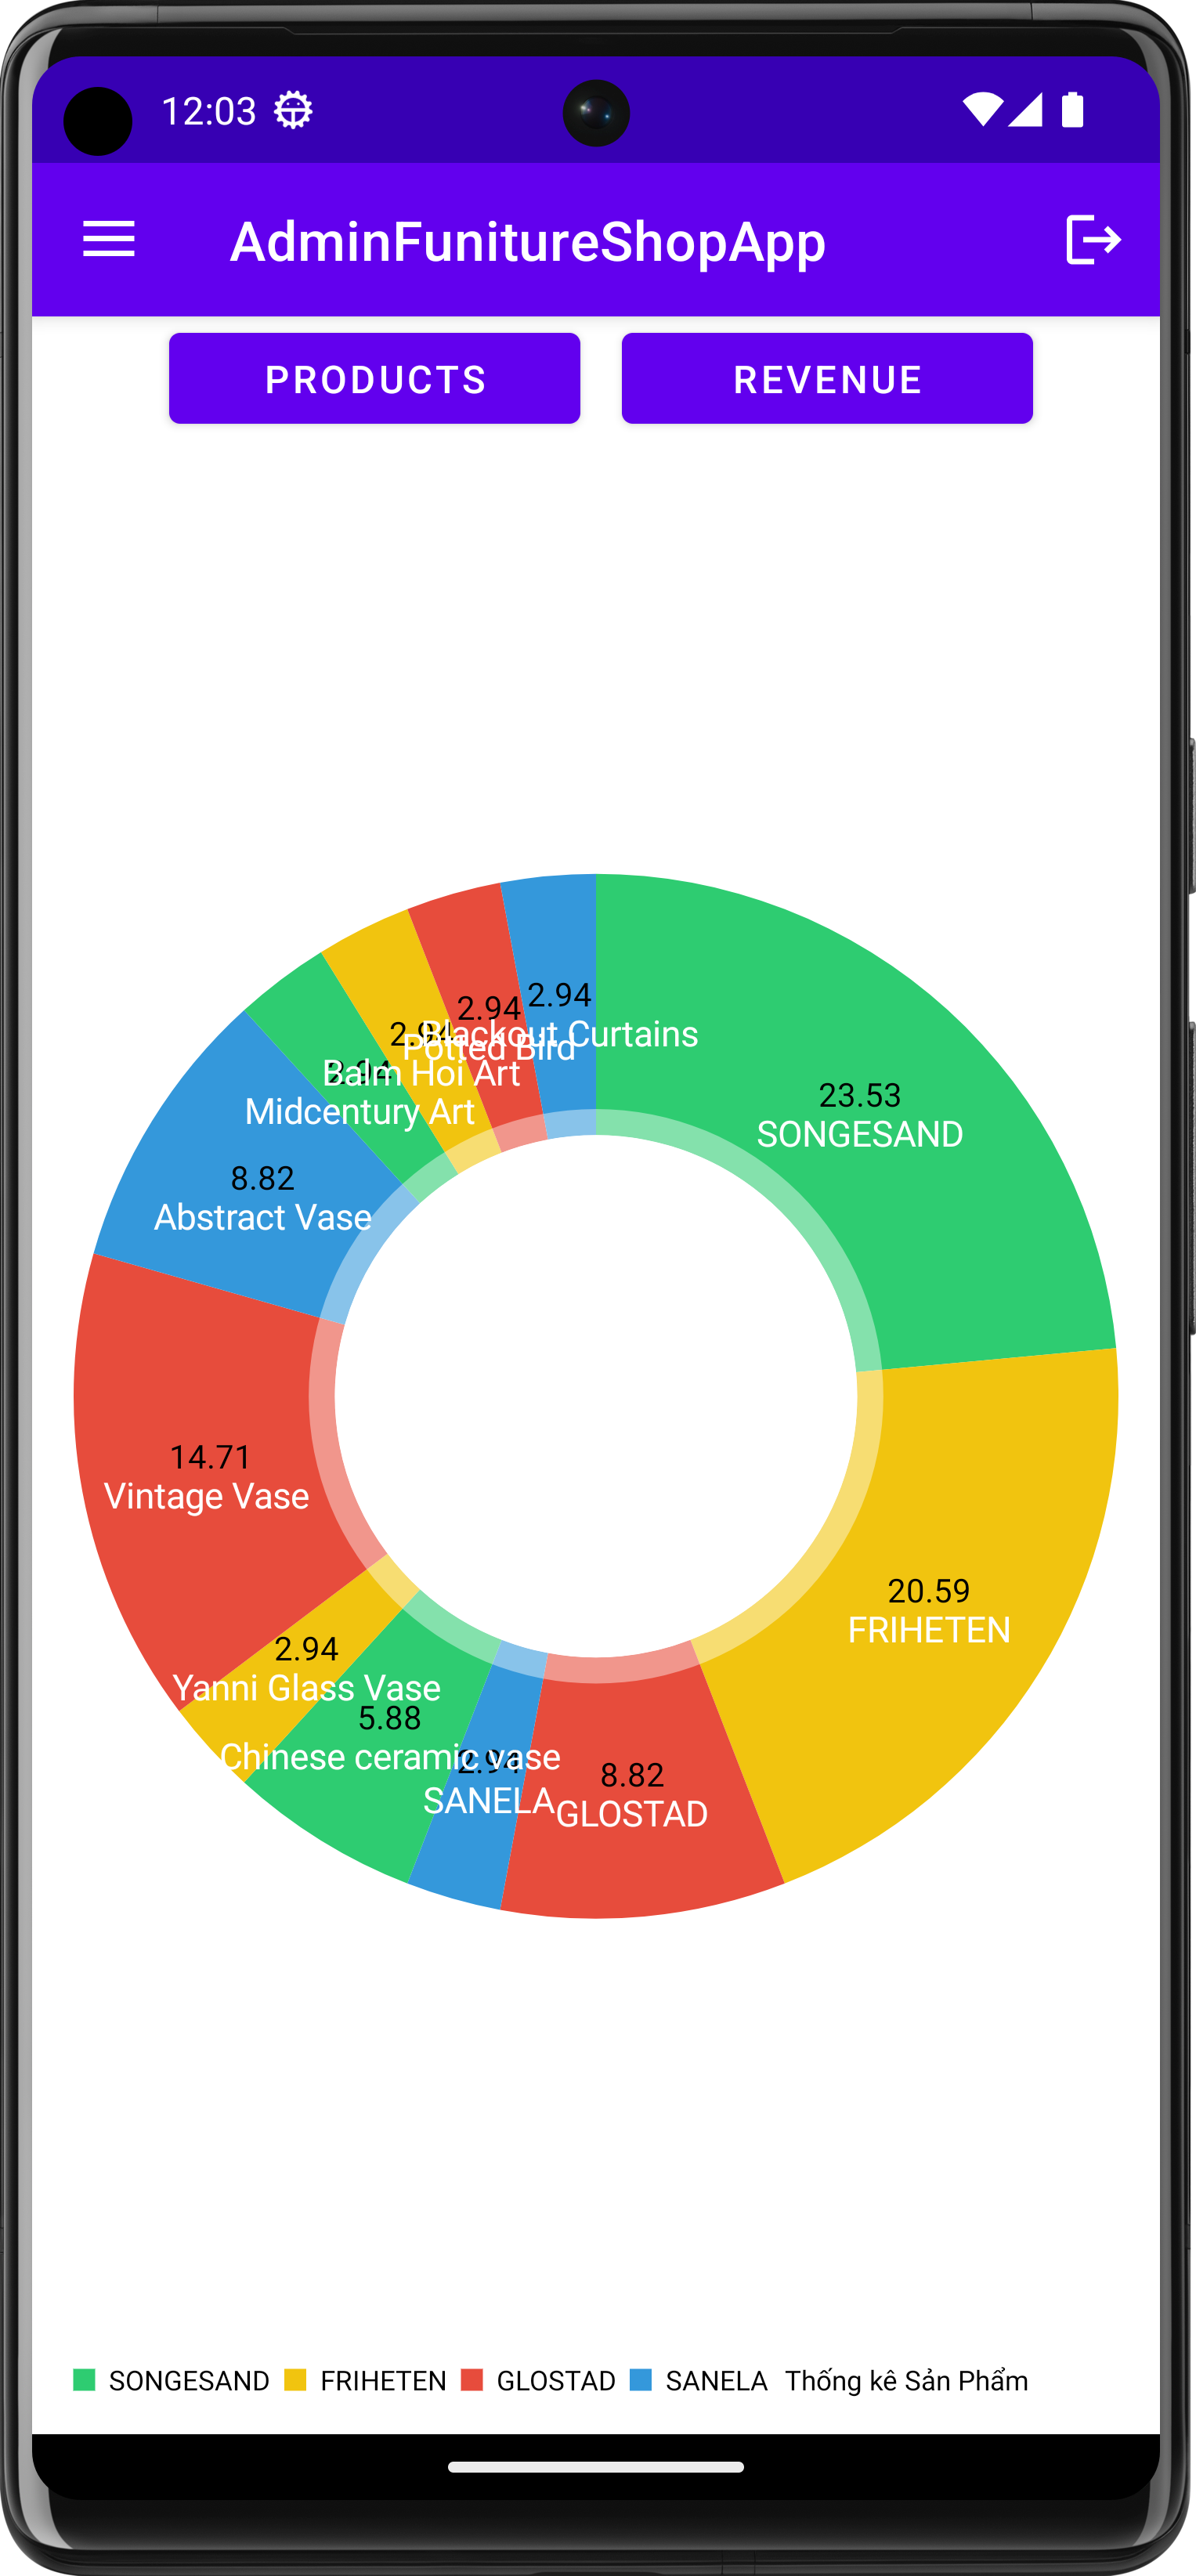 12:03
AdminFunitureShopApp
PRODUCTS
REVENUE
2.94
Blackout Curtains
2.94
Potted Bird
2.94
Balm Hoi Art
2.94
Midcentury Art
23.53
SONGESAND
8.82
Abstract Vase
14.71
Vintage Vase
20.59
FRIHETEN
2.94
Yanni Glass Vase
5.88
Chinese ceramic vase
2.94
SANELA
8.82
GLOSTAD
SONGESAND FRIHETEN GLOSTAD SANELA Thống kê Sản Phẩm